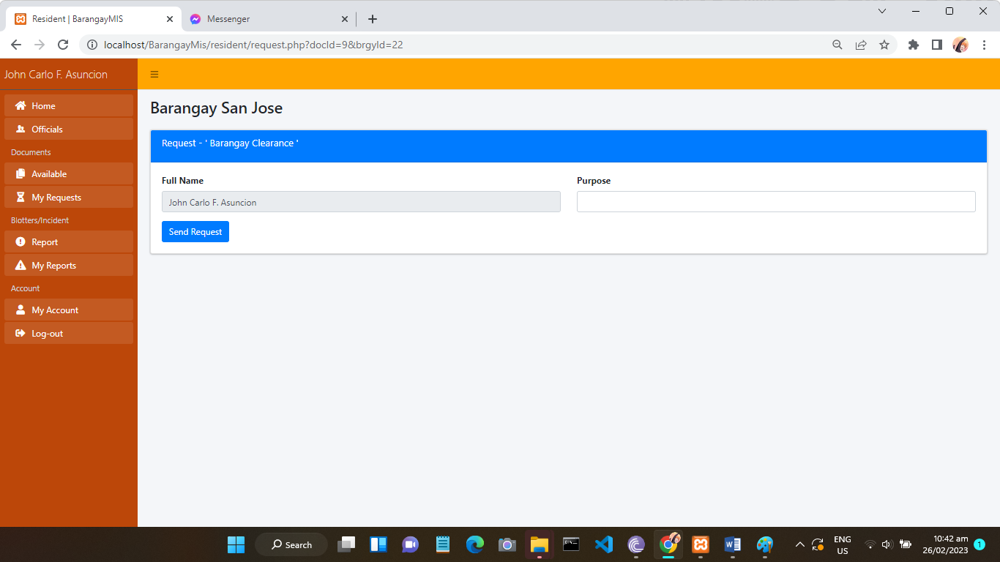 Resident | BarangayMIS
Messenger
localhost/BarangayMis/resident/request.php?docId=9&brgyId=22
John Carlo F. Asuncion
Home
Officials
Documents
Available
My Requests
Blotters/Incident
Report
My Reports
Account
My Account
Log-out
Barangay San Jose
Request - ' Barangay Clearance '
Full Name
Purpose
John Carlo F. Asuncion
Send Request
Search
ENG
US
10:42 am
26/02/2023
1